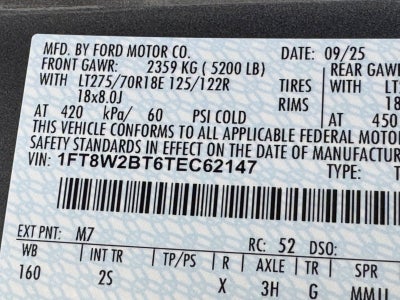 MFD. BY FORD MOTOR CO. DATE: 09/25
FRONT GAWR: 2359 KG ( 5200 LB) REAR GAWR
WITH LT275/70R18E 125/122R TIRES
18x8.0J RIMS 18
AT 420 kPa/ 60 PSI COLD AT 450
THIS VEHICLE CONFORMS TO ALL APPLICABLE FEDERAL MOTOR
SAFETY STANDARDS IN EFFECT ON THE DATE OF MANUFACTURE
VIN: 1FT8W2BT6TEC62147 TYPE:
EXT PNT: M7 RC: 52 DSO:
WB INT TR TP/PS R AXLE TR SPR
160 2S X 3H G